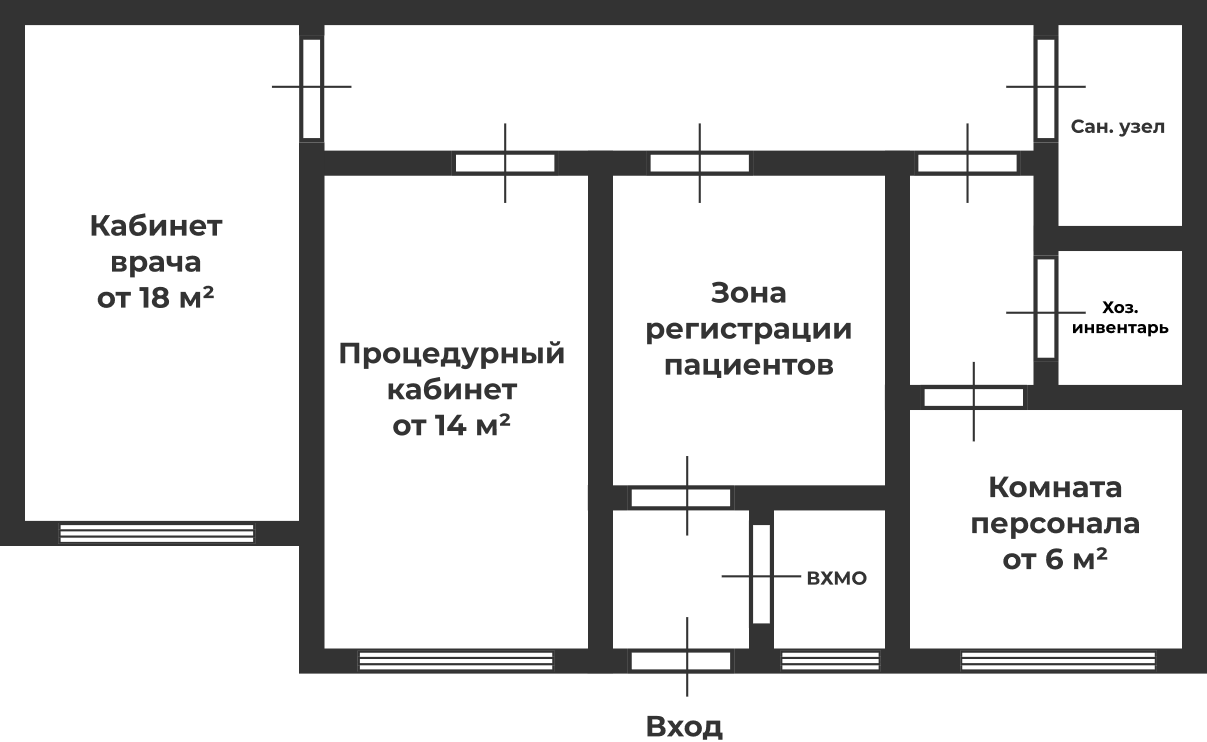 Сан. узел
Кабинет
врача
от 18 м²
Зона
регистрации
пациентов
Хоз.
инвентарь
Процедурный
кабинет
от 14 м²
Комната
персонала
от 6 м²
ВХМО
Вход